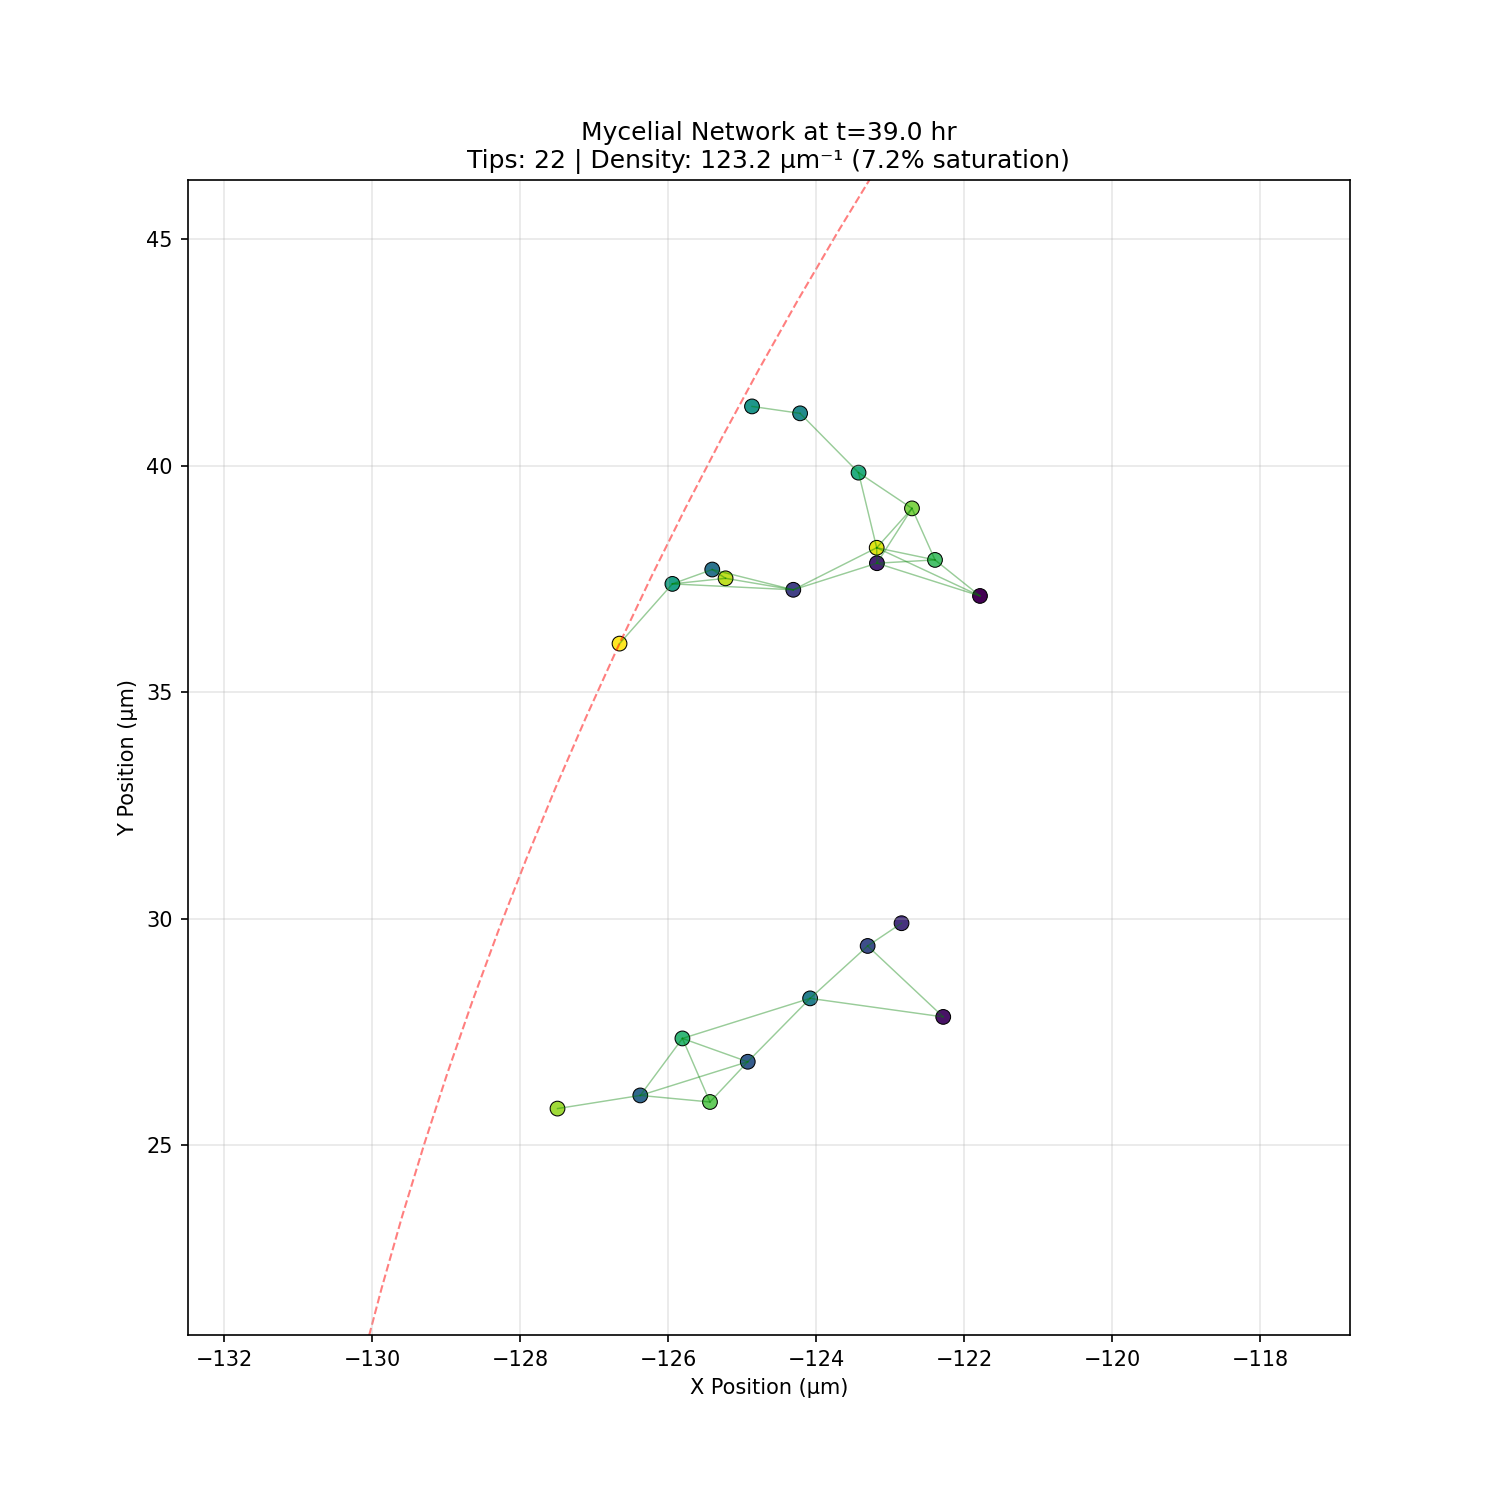 Mycelial Network at t=39.0 hr
Tips: 22 | Density: 123.2 µm⁻¹ (7.2% saturation)
45
40
35
30
25
Y Position (µm)
−132 −130 −128 −126 −124 −122 −120 −118
X Position (µm)